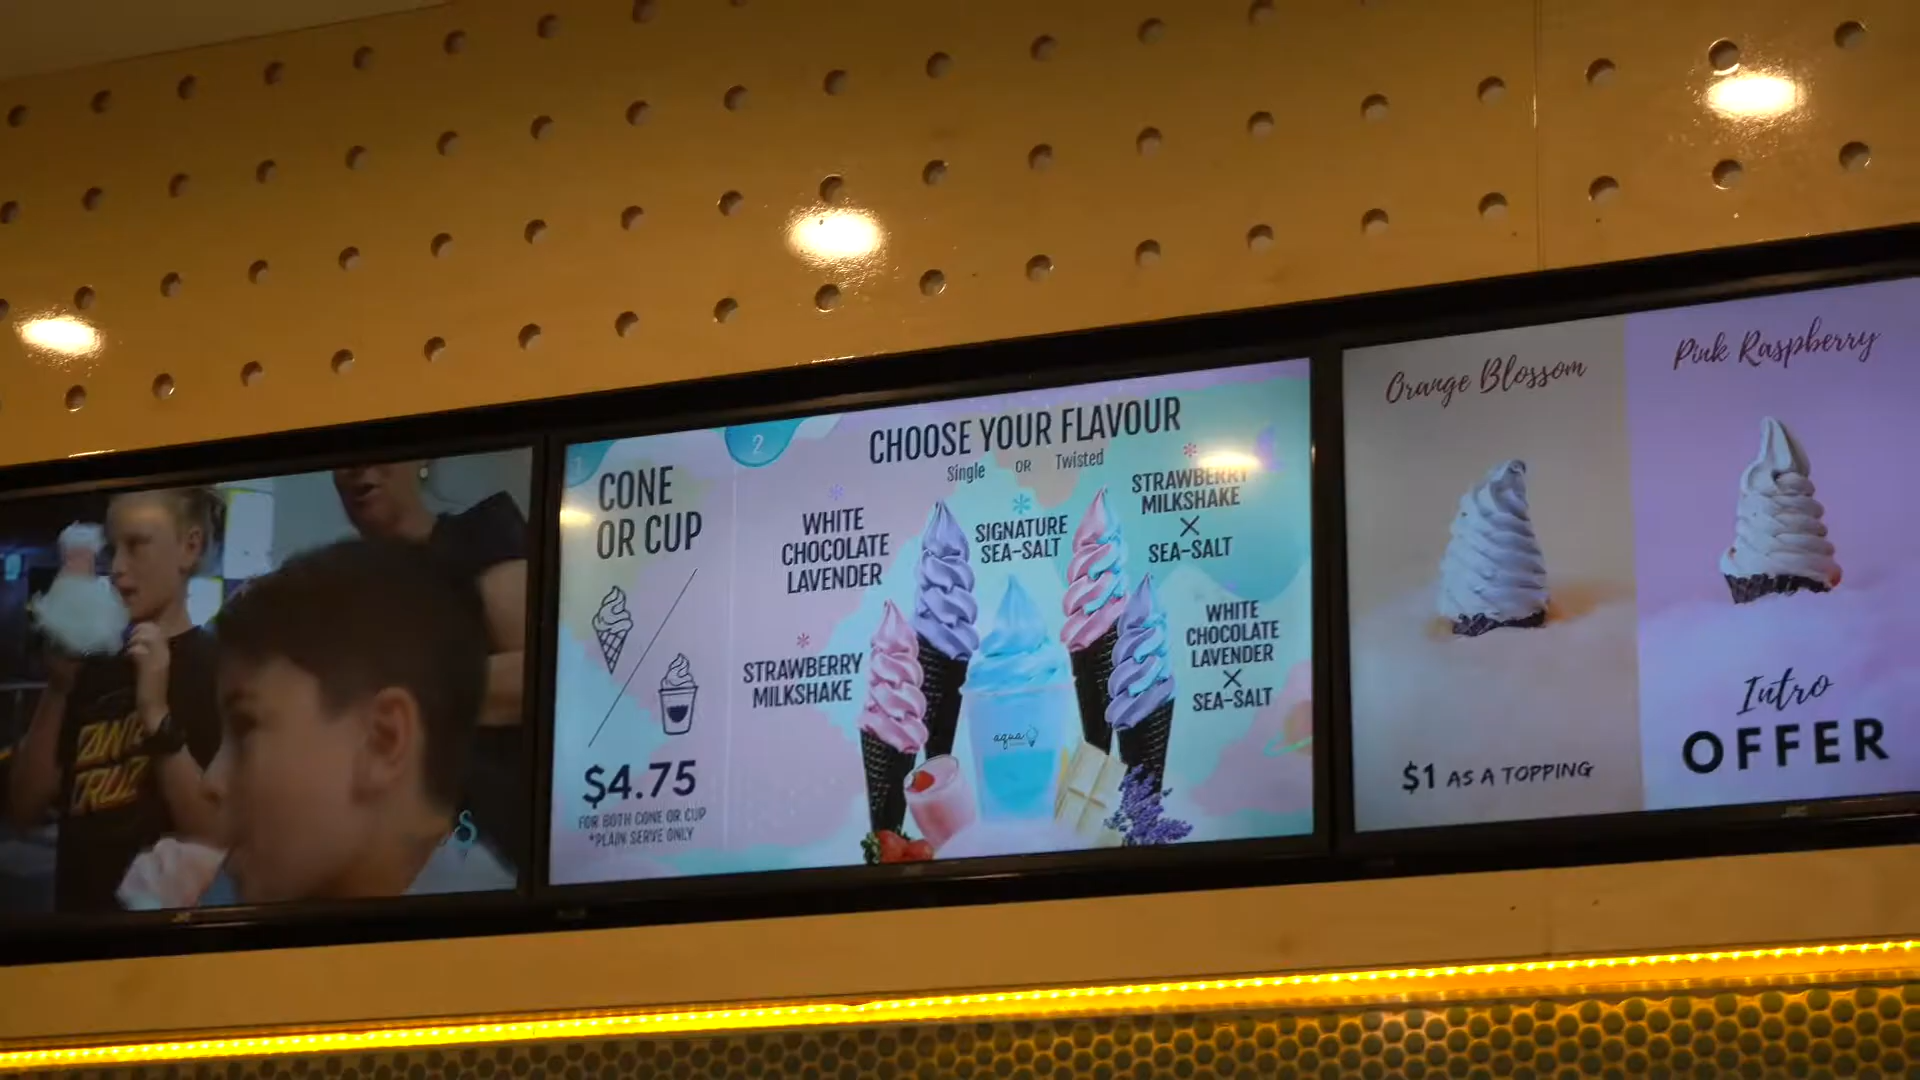 1
CONE
OR CUP
$4.75
FOR BOTH CONE OR CUP
*PLAIN SERVE ONLY
2
CHOOSE YOUR FLAVOUR
Single OR Twisted
WHITE
CHOCOLATE
LAVENDER
STRAWBERRY
MILKSHAKE
SIGNATURE
SEA-SALT
STRAWBERRY
MILKSHAKE
X
SEA-SALT
WHITE
CHOCOLATE
LAVENDER
X
SEA-SALT
aqua
Orange Blossom
$1 AS A TOPPING
Pink Raspberry
Intro
OFFER